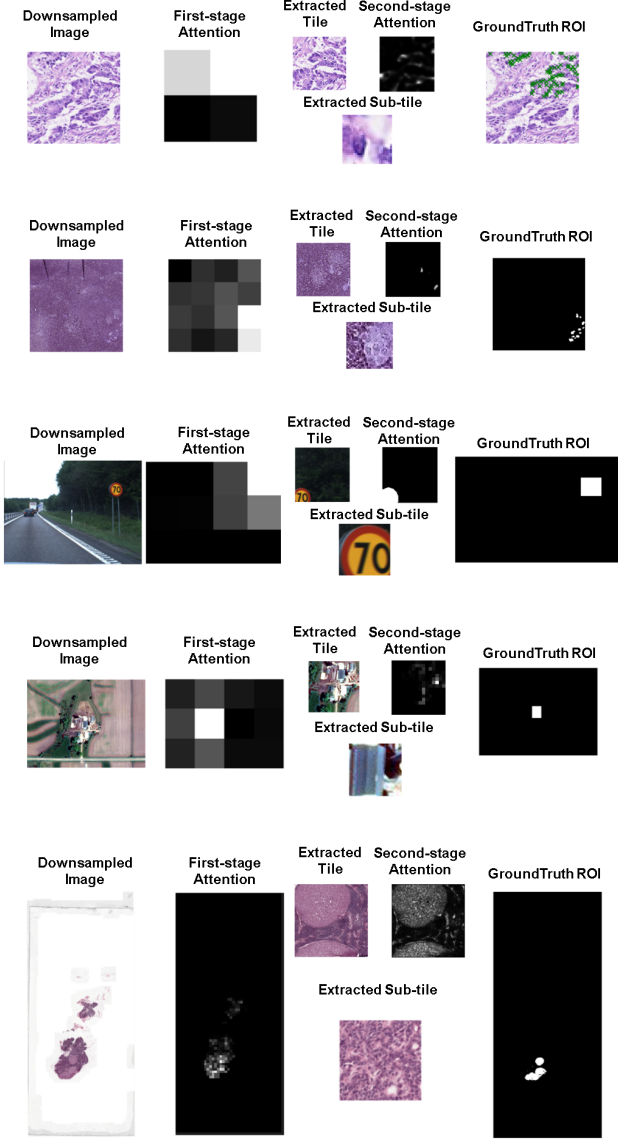 Downsampled
Image
First-stage
Attention
Extracted
Tile
Second-stage
Attention
GroundTruth ROI
Extracted Sub-tile
Downsampled
Image
First-stage
Attention
Extracted
Tile
Second-stage
Attention
GroundTruth ROI
Extracted Sub-tile
Downsampled
Image
First-stage
Attention
Extracted
Tile
Second-stage
Attention
GroundTruth ROI
70
70
Extracted Sub-tile
70
Downsampled
Image
First-stage
Attention
Extracted
Tile
Second-stage
Attention
GroundTruth ROI
Extracted Sub-tile
Downsampled
Image
First-stage
Attention
Extracted
Tile
Second-stage
Attention
GroundTruth ROI
Extracted Sub-tile